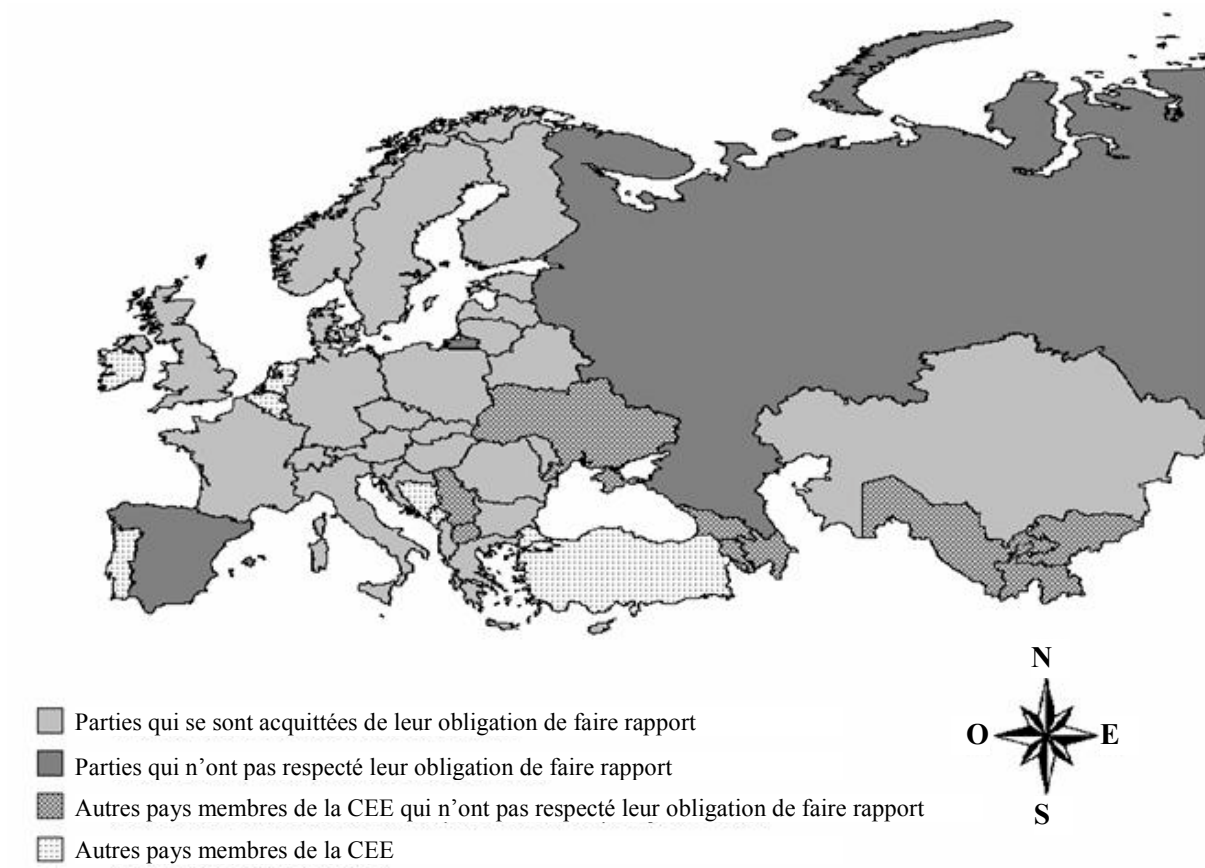 N
O E
S
Parties qui se sont acquittées de leur obligation de faire rapport
Parties qui n’ont pas respecté leur obligation de faire rapport
Autres pays membres de la CEE qui n’ont pas respecté leur obligation de faire rapport
Autres pays membres de la CEE